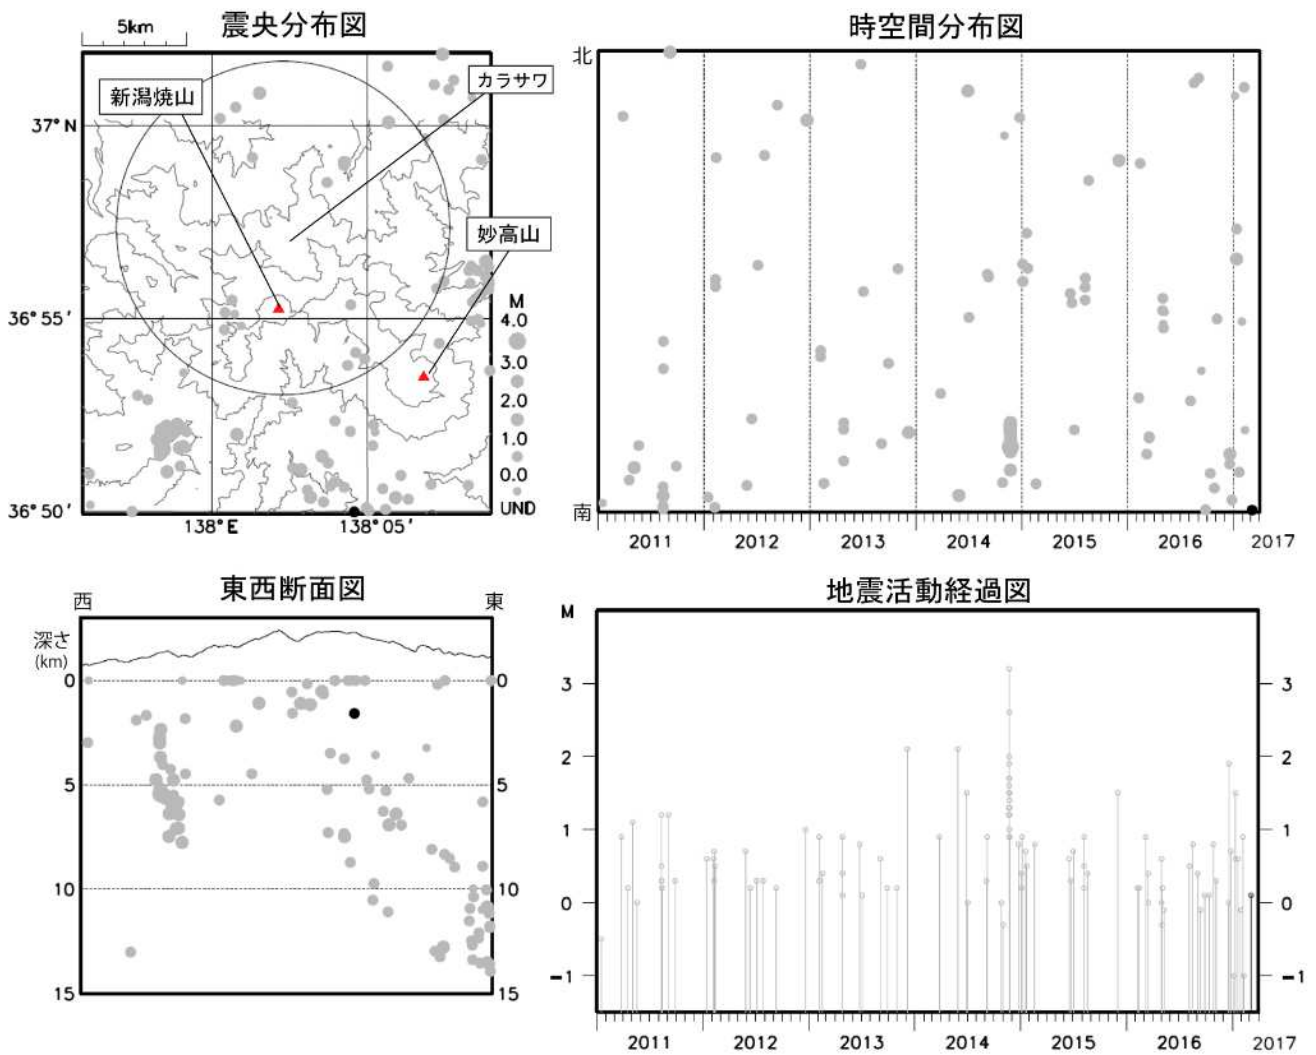 震央分布図
5km
新潟焼山
カラサワ
妙高山
37°N
36°55′
36°50′
138°E
138°05′
M
4.0
3.0
2.0
1.0
0.0
UND
時空間分布図
北
南
2011 2012 2013 2014 2015 2016 2017
東西断面図
西 東
深さ
(km)
0 0
5 5
10 10
15 15
地震活動経過図
M
3 3
2 2
1 1
0 0
-1 -1
2011 2012 2013 2014 2015 2016 2017